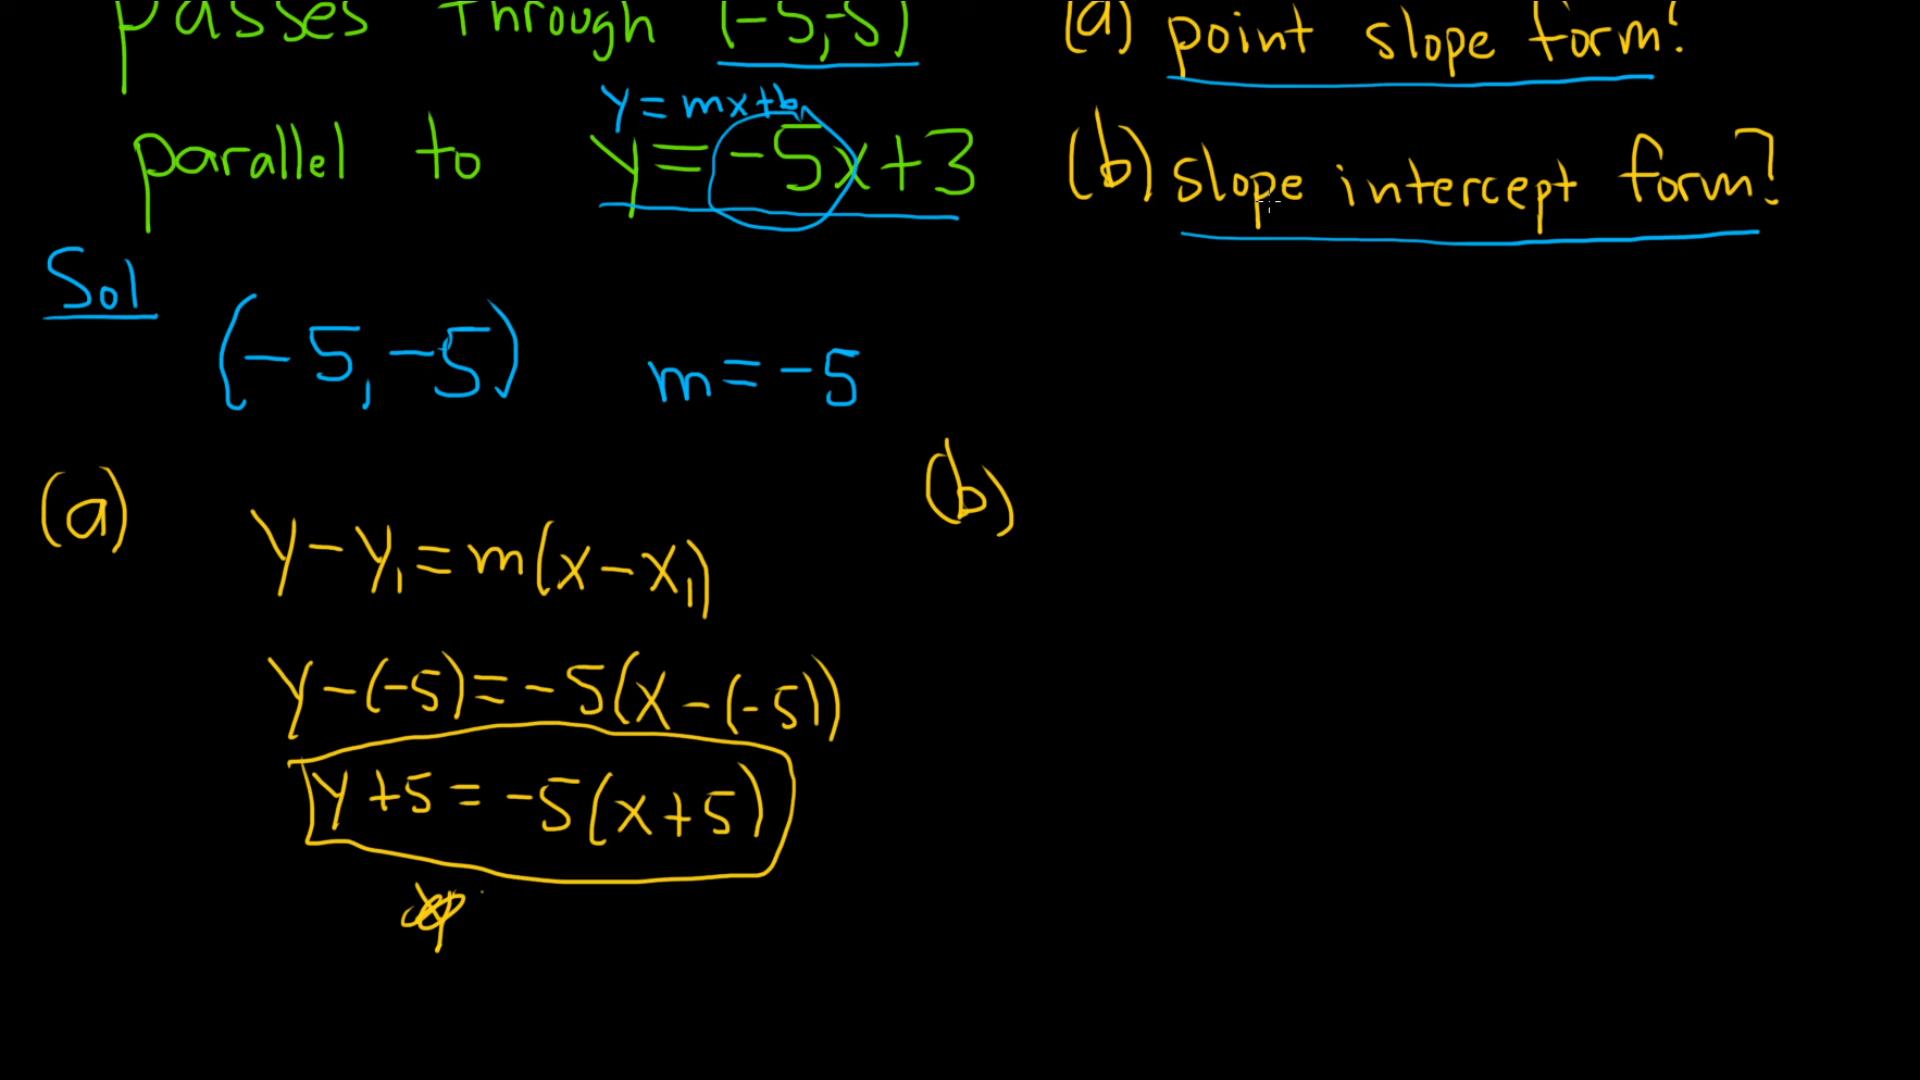 passes through (-5,-5)
parallel to y=-5x+3
y=mx+b
(a) point slope form?
(b) slope intercept form?
Sol
(-5,-5) m=-5
(a)
y-y₁=m(x-x₁)
y-(-5)=-5(x-(-5))
y+5=-5(x+5)
(b)